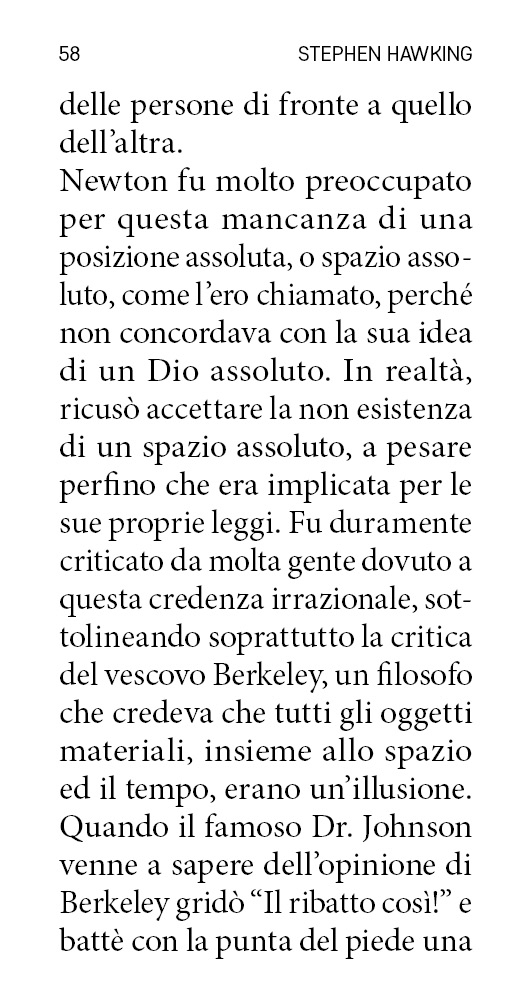 58
STEPHEN HAWKING
delle persone di fronte a quello
dell’altra.
Newton fu molto preoccupato
per questa mancanza di una
posizione assoluta, o spazio asso-
luto, come l’ero chiamato, perché
non concordava con la sua idea
di un Dio assoluto. In realtà,
ricusò accettare la non esistenza
di un spazio assoluto, a pesare
perfino che era implicata per le
sue proprie leggi. Fu duramente
criticato da molta gente dovuto a
questa credenza irrazionale, sot-
tolineando soprattutto la critica
del vescovo Berkeley, un filosofo
che credeva che tutti gli oggetti
materiali, insieme allo spazio
ed il tempo, erano un’illusione.
Quando il famoso Dr. Johnson
venne a sapere dell’opinione di
Berkeley gridò “Il ribatto così!” e
battè con la punta del piede una